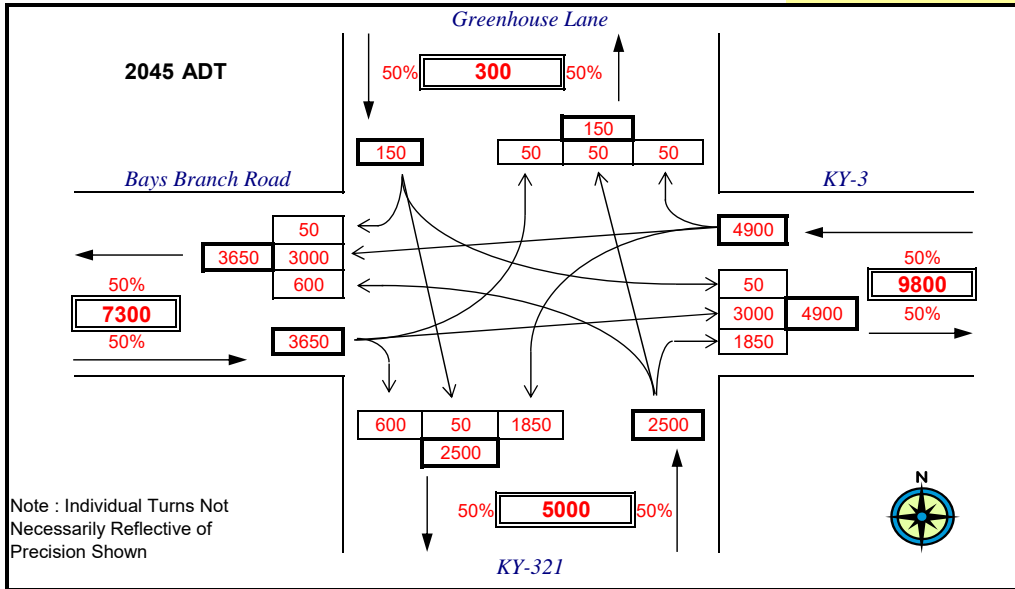 Greenhouse Lane
2045 ADT
50% 300 50%
150
150
50 50 50
Bays Branch Road
KY-3
50
4900
3650 3000
50%
50%
600
50
9800
7300
3000 4900
50%
50%
3650
1850
600 50 1850
2500
2500
N
Note : Individual Turns Not
Necessarily Reflective of
Precision Shown
50% 5000 50%
KY-321